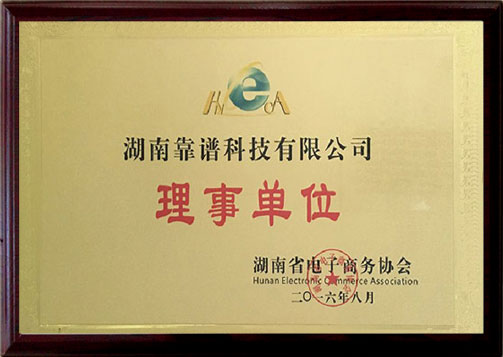 HNeCA
湖南靠谱科技有限公司
理事单位
湖南省电子商务协会
Hunan Electronic Commerce Association
二〇一六年八月